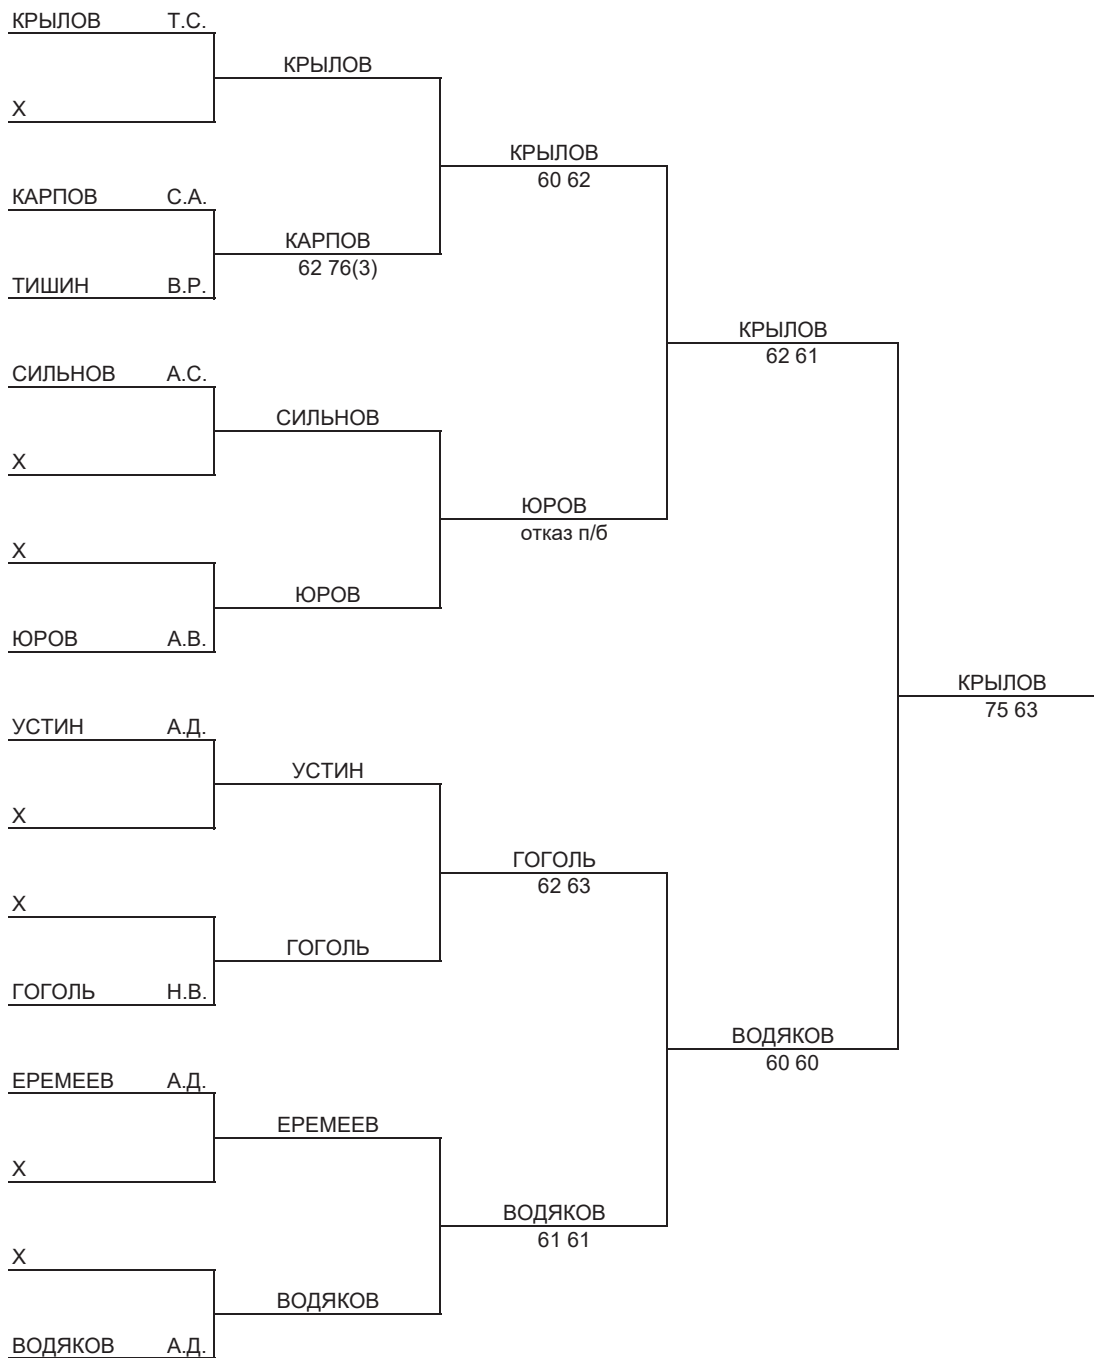 КРЫЛОВ Т.С.
КРЫЛОВ
X
КРЫЛОВ
60 62
КАРПОВ С.А.
КАРПОВ
62 76(3)
ТИШИН В.Р.
КРЫЛОВ
62 61
СИЛЬНОВ А.С.
СИЛЬНОВ
X
ЮРОВ
отказ п/б
X
ЮРОВ
ЮРОВ А.В.
КРЫЛОВ
75 63
УСТИН А.Д.
УСТИН
X
ГОГОЛЬ
62 63
X
ГОГОЛЬ
ГОГОЛЬ Н.В.
ВОДЯКОВ
60 60
ЕРЕМЕЕВ А.Д.
ЕРЕМЕЕВ
X
ВОДЯКОВ
61 61
X
ВОДЯКОВ
ВОДЯКОВ А.Д.